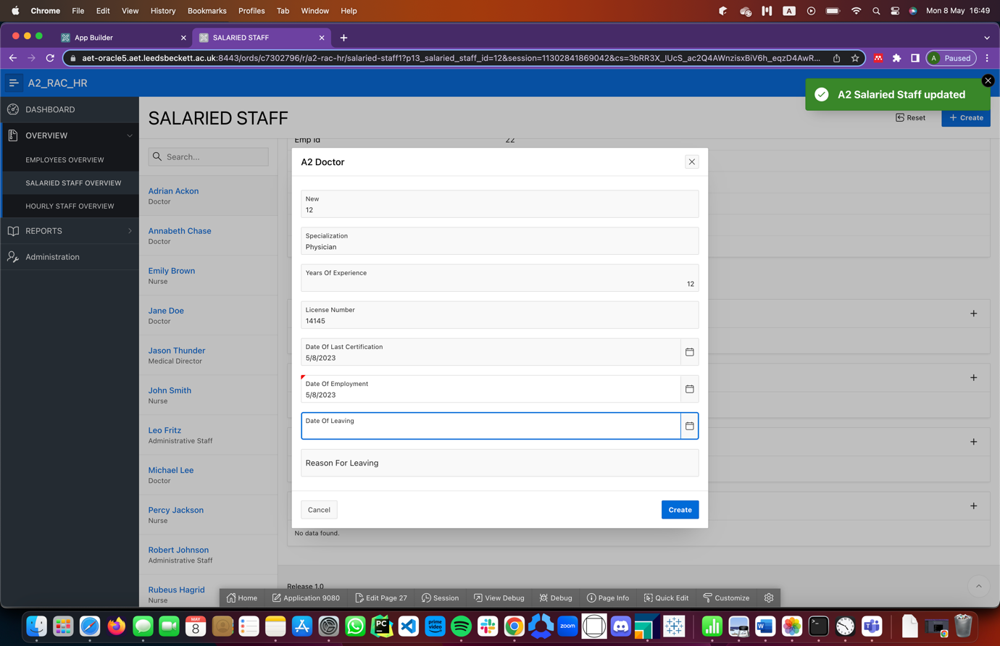 Chrome File Edit View History Bookmarks Profiles Tab Window Help
A
Mon 8 May 16:49
App Builder
SALARIED STAFF
aet-oracle5.aet.leedsbeckett.ac.uk:8443/ords/c7302796/r/a2-rac-hr/salaried-staff1?p13_salaried_staff_id=12&session=11302841869042&cs=3bRR3X_IUcS_ac2Q4AWnzisxBiV6h_eqzD4AwR...
A Paused
A2_RAC_HR
A2 Salaried Staff updated
DASHBOARD
OVERVIEW
EMPLOYEES OVERVIEW
SALARIED STAFF OVERVIEW
HOURLY STAFF OVERVIEW
REPORTS
Administration
SALARIED STAFF
Reset
Create
Search...
Adrian Ackon
Doctor
Annabeth Chase
Doctor
Emily Brown
Nurse
Jane Doe
Doctor
Jason Thunder
Medical Director
John Smith
Nurse
Leo Fritz
Administrative Staff
Michael Lee
Doctor
Percy Jackson
Nurse
Robert Johnson
Administrative Staff
Rubeus Hagrid
Nurse
Emp Id 22
A2 Doctor
New
12
Specialization
Physician
Years Of Experience
12
License Number
14145
Date Of Last Certification
5/8/2023
Date Of Employment
5/8/2023
Date Of Leaving
Reason For Leaving
Cancel
Create
No data found.
Release 1.0
Home Application 9080 Edit Page 27 Session View Debug Debug Page Info Quick Edit Customize
MAY
8
PC
prime video
zoom
W